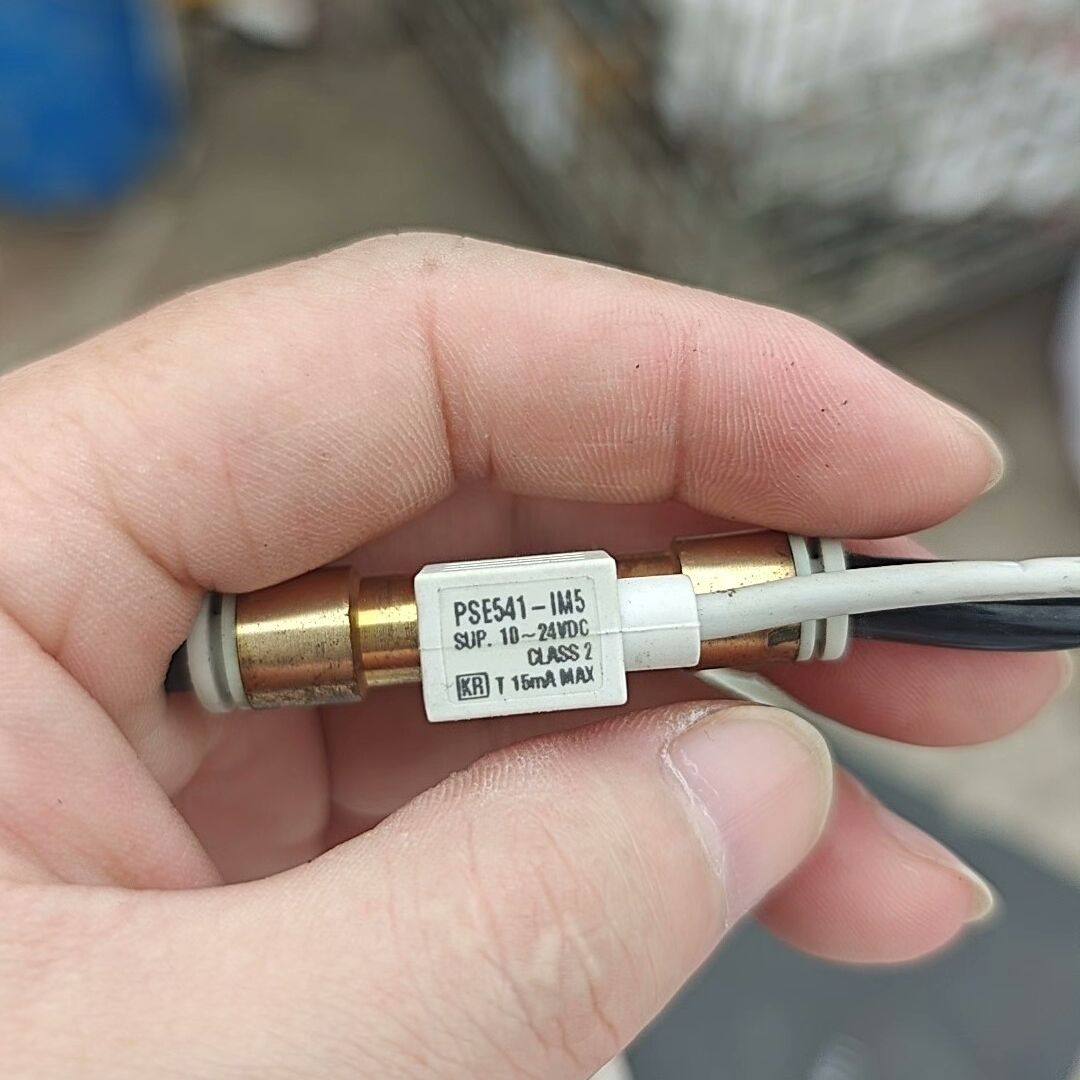 PSE541-IM5
SUP. 10~24VDC
CLASS 2
KR T 15mA MAX